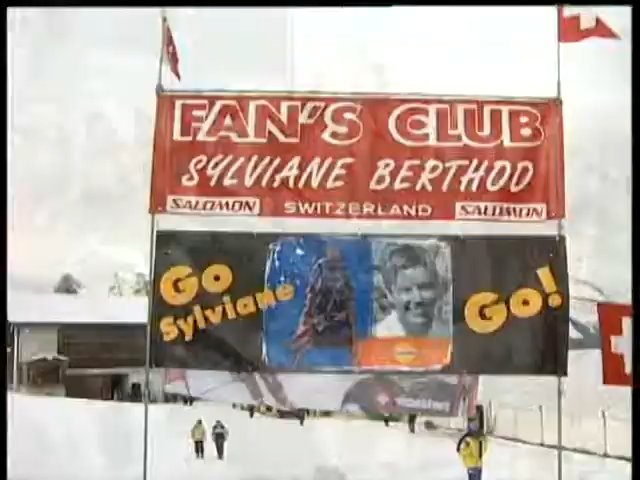 FAN'S CLUB
SYLVIANE BERTHOD
SALOMON SWITZERLAND SALOMON
Go
Sylviane
Go!